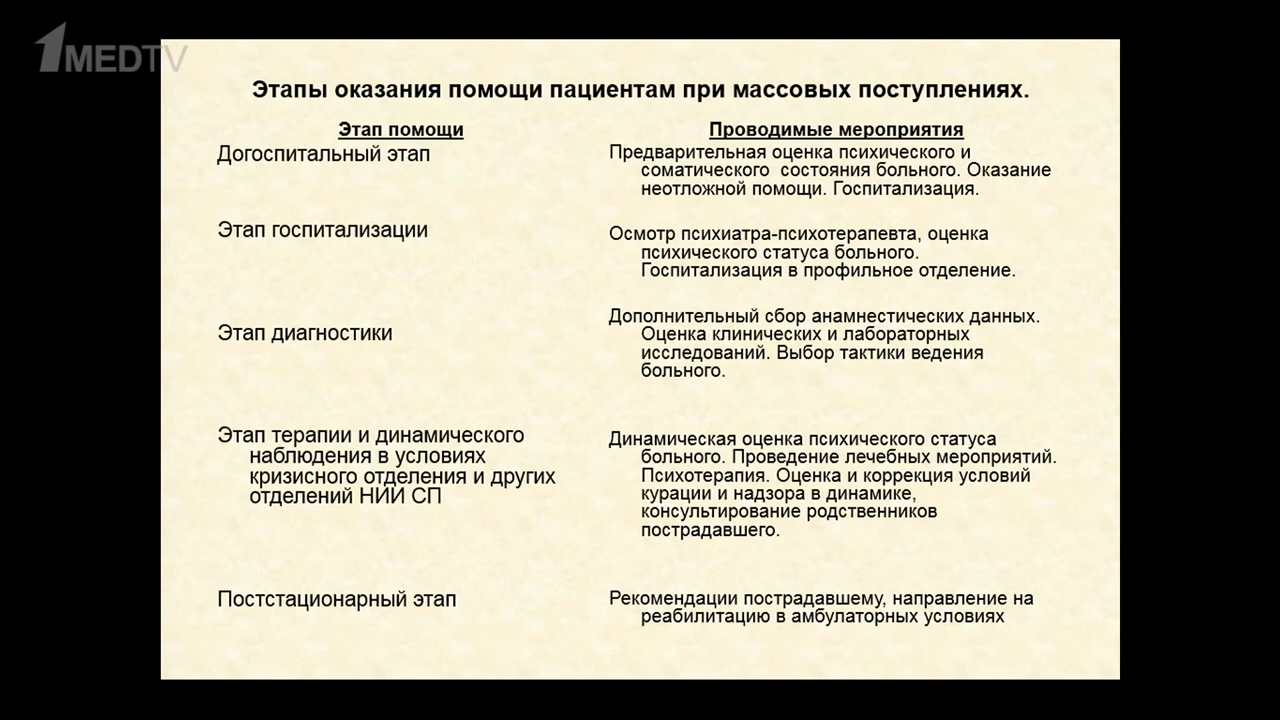 1MEDTV
Этапы оказания помощи пациентам при массовых поступлениях.
Этап помощи
Проводимые мероприятия
Догоспитальный этап
Предварительная оценка психического и
соматического состояния больного. Оказание
неотложной помощи. Госпитализация.
Этап госпитализации
Осмотр психиатра-психотерапевта, оценка
психического статуса больного.
Госпитализация в профильное отделение.
Этап диагностики
Дополнительный сбор анамнестических данных.
Оценка клинических и лабораторных
исследований. Выбор тактики ведения
больного.
Этап терапии и динамического
наблюдения в условиях
кризисного отделения и других
отделений НИИ СП
Динамическая оценка психического статуса
больного. Проведение лечебных мероприятий.
Психотерапия. Оценка и коррекция условий
курации и надзора в динамике,
консультирование родственников
пострадавшего.
Постстационарный этап
Рекомендации пострадавшему, направление на
реабилитацию в амбулаторных условиях